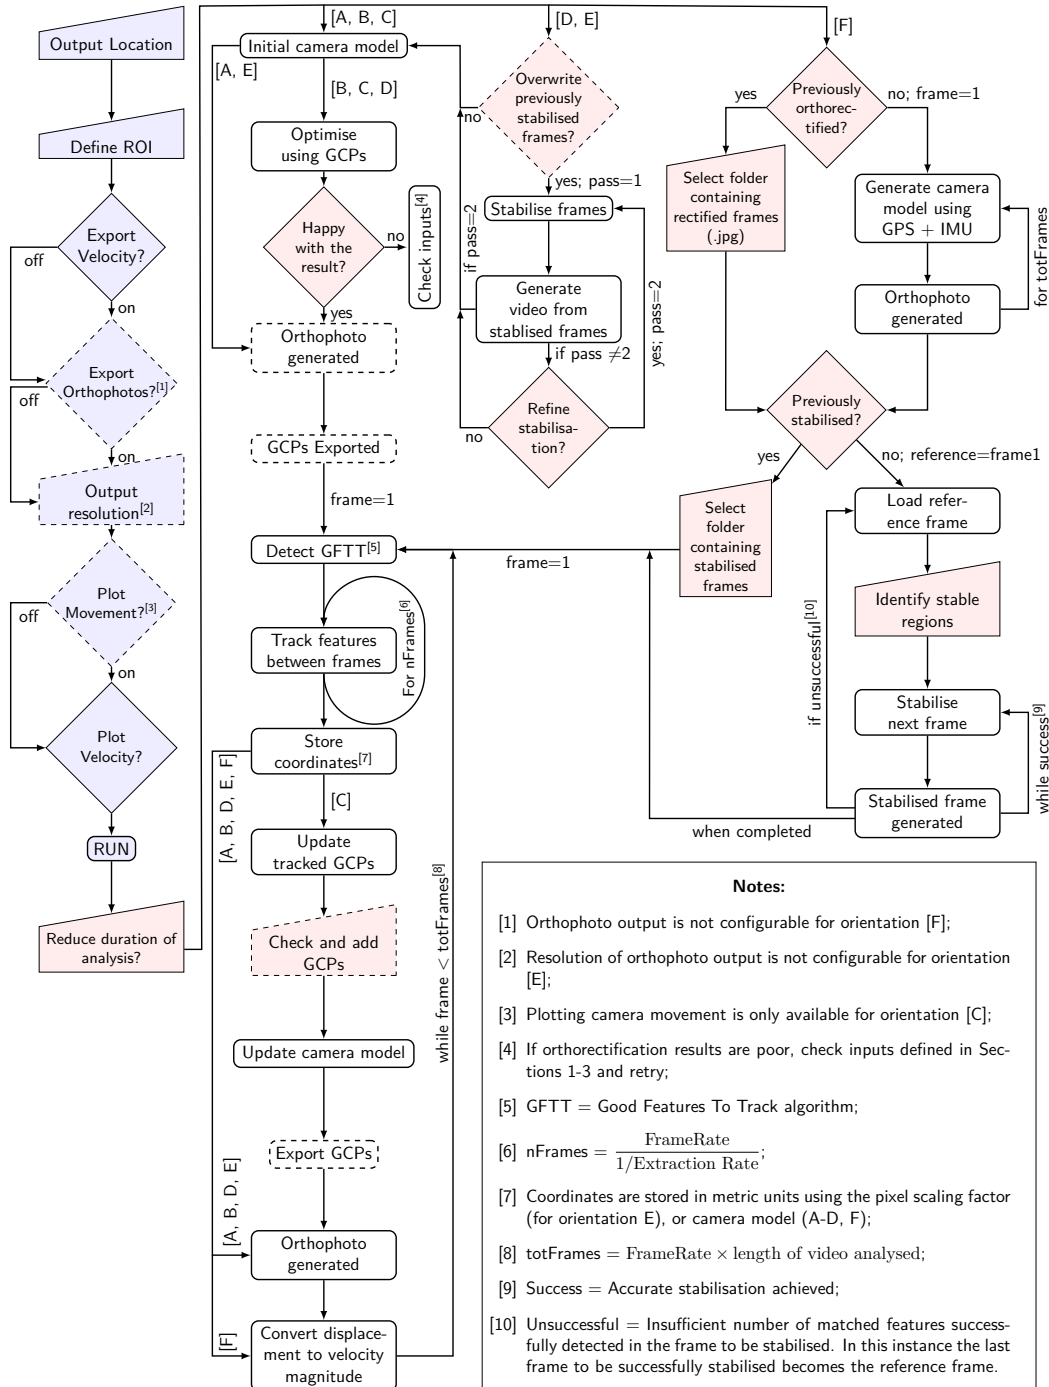 Output Location
Define ROI
Export
Velocity?
off
on
Export
Orthophotos?[1]
off
on
Output
resolution[2]
Plot
Movement?[3]
off
on
Plot
Velocity?
RUN
Reduce duration of
analysis?
[A, B, C]
Initial camera model
[A, E]
[B, C, D]
Optimise
using GCPs
Happy
with the
result?
no
Check inputs[4]
yes
Orthophoto
generated
GCPs Exported
frame=1
Detect GFTT[5]
For nFrames[6]
Track features
between frames
Store
coordinates[7]
[A, B, D, E, F]
[C]
Update
tracked GCPs
Check and add
GCPs
Update camera model
Export GCPs
[A, B, D, E]
Orthophoto
generated
[F]
Convert displace-
ment to velocity
magnitude
while frame < totFrames[8]
[D, E]
Overwrite
previously
stabilised
frames?
no
yes; pass=1
Stabilise frames
if pass=2
Generate
video from
stablised frames
if pass ≠2
yes; pass=2
Refine
stabilisa-
tion?
no
[F]
Previously
orthorec-
tified?
yes
no; frame=1
Select folder
containing
rectified frames
(.jpg)
Generate camera
model using
GPS + IMU
for totFrames
Orthophoto
generated
Previously
stabilised?
yes
no; reference=frame1
Select
folder
containing
stabilised
frames
frame=1
Load refer-
ence frame
Identify stable
regions
if unsuccessful[10]
Stabilise
next frame
while success[9]
Stabilised frame
generated
when completed
Notes:
[1] Orthophoto output is not configurable for orientation [F];
[2] Resolution of orthophoto output is not configurable for orientation
[E];
[3] Plotting camera movement is only available for orientation [C];
[4] If orthorectification results are poor, check inputs defined in Sec-
tions 1-3 and retry;
[5] GFTT = Good Features To Track algorithm;
[6] nFrames = FrameRate / 1/Extraction Rate;
[7] Coordinates are stored in metric units using the pixel scaling factor
(for orientation E), or camera model (A-D, F);
[8] totFrames = FrameRate × length of video analysed;
[9] Success = Accurate stabilisation achieved;
[10] Unsuccessful = Insufficient number of matched features success-
fully detected in the frame to be stabilised. In this instance the last
frame to be successfully stabilised becomes the reference frame.